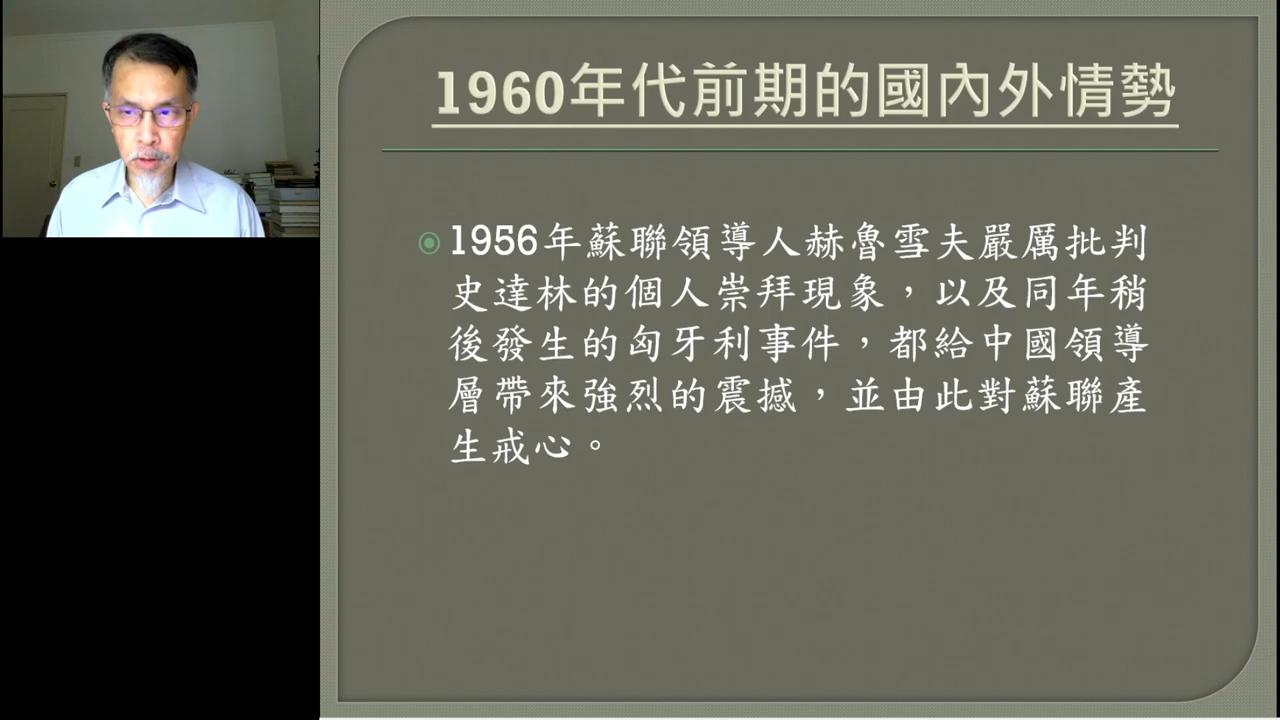 1960年代前期的國內外情勢
1956年蘇聯領導人赫魯雪夫嚴厲批判
史達林的個人崇拜現象，以及同年稍
後發生的匈牙利事件，都給中國領導
層帶來強烈的震撼，並由此對蘇聯產
生戒心。